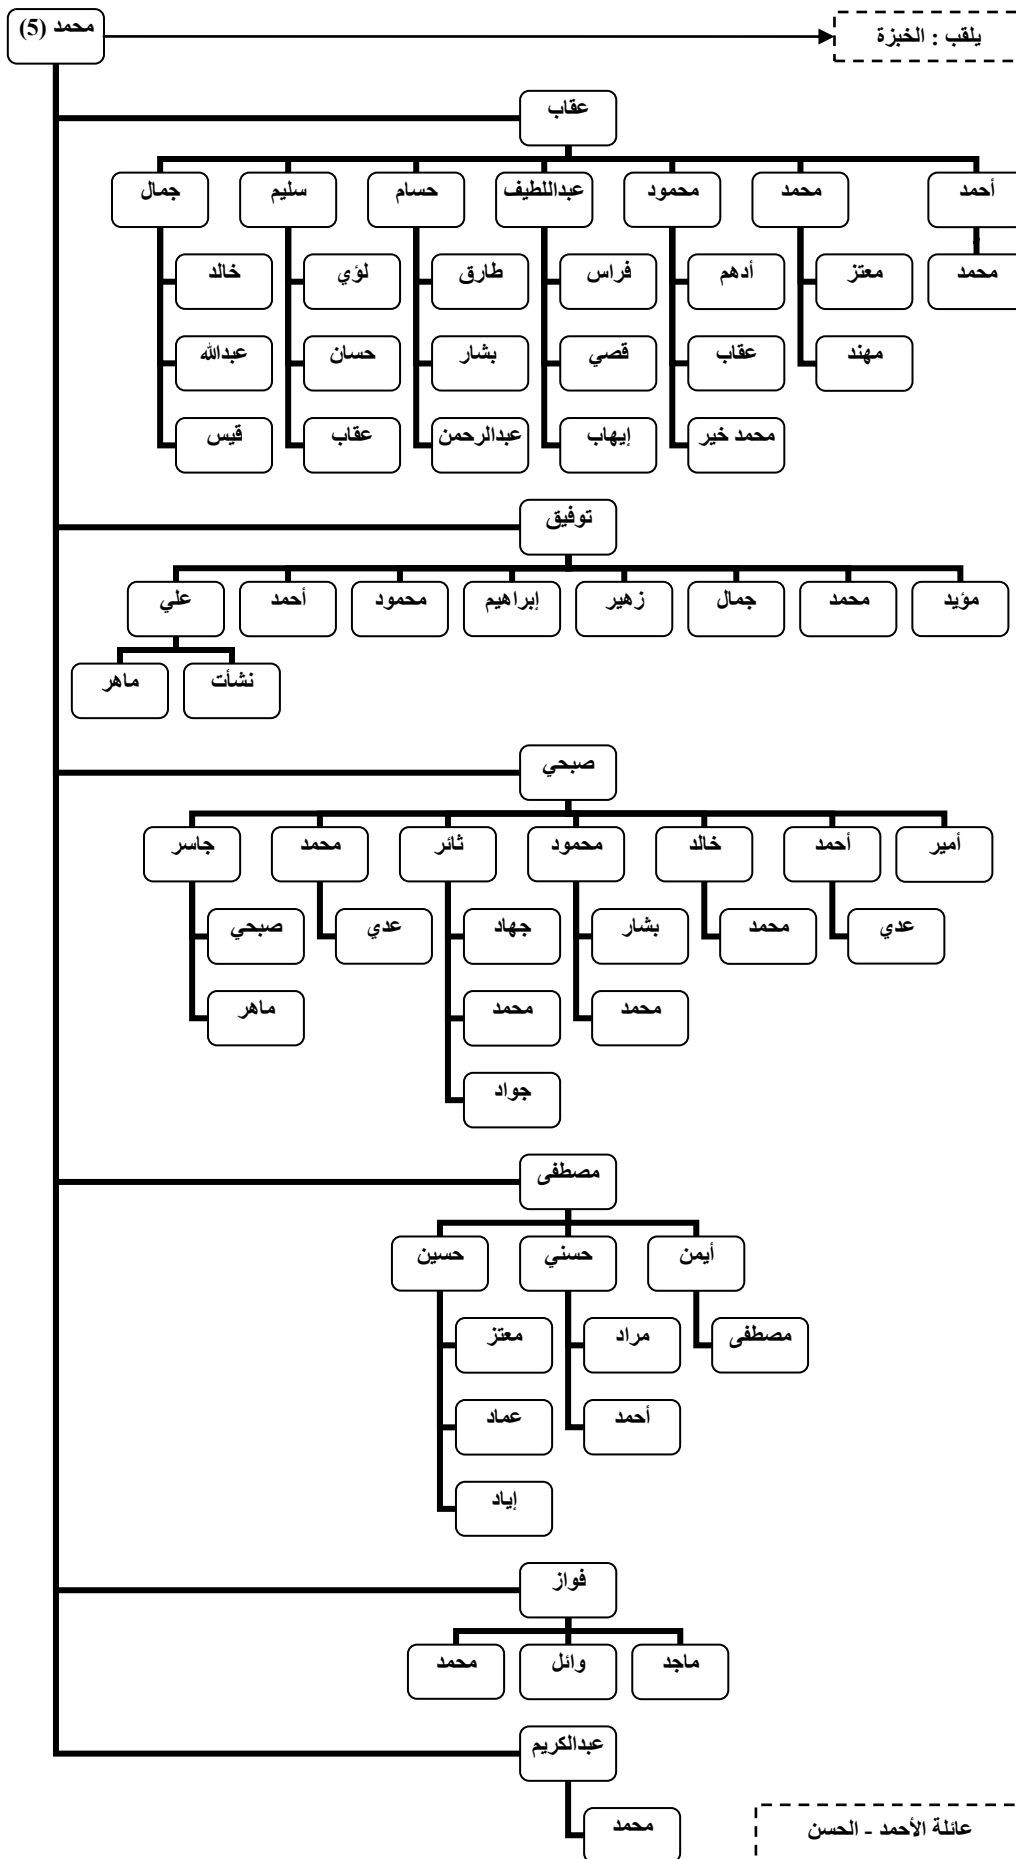 محمد (5)
يلقب : الخبزة
عقاب
أحمد
محمد
محمود
عبداللطيف
حسام
سليم
جمال
محمد
معتز
أدهم
فراس
طارق
لؤي
خالد
مهند
عقاب
قصي
بشار
حسان
عبدالله
محمد خير
إيهاب
عبدالرحمن
عقاب
قيس
توفيق
مؤيد
محمد
جمال
زهير
إبراهيم
محمود
أحمد
علي
نشأت
ماهر
صبحي
أمير
أحمد
خالد
محمود
ثائر
محمد
جاسر
عدي
محمد
بشار
جهاد
عدي
صبحي
محمد
محمد
ماهر
جواد
مصطفى
أيمن
حسني
حسين
مصطفى
مراد
معتز
أحمد
عماد
إياد
فواز
ماجد
وائل
محمد
عبدالكريم
محمد
عائلة الأحمد - الحسن